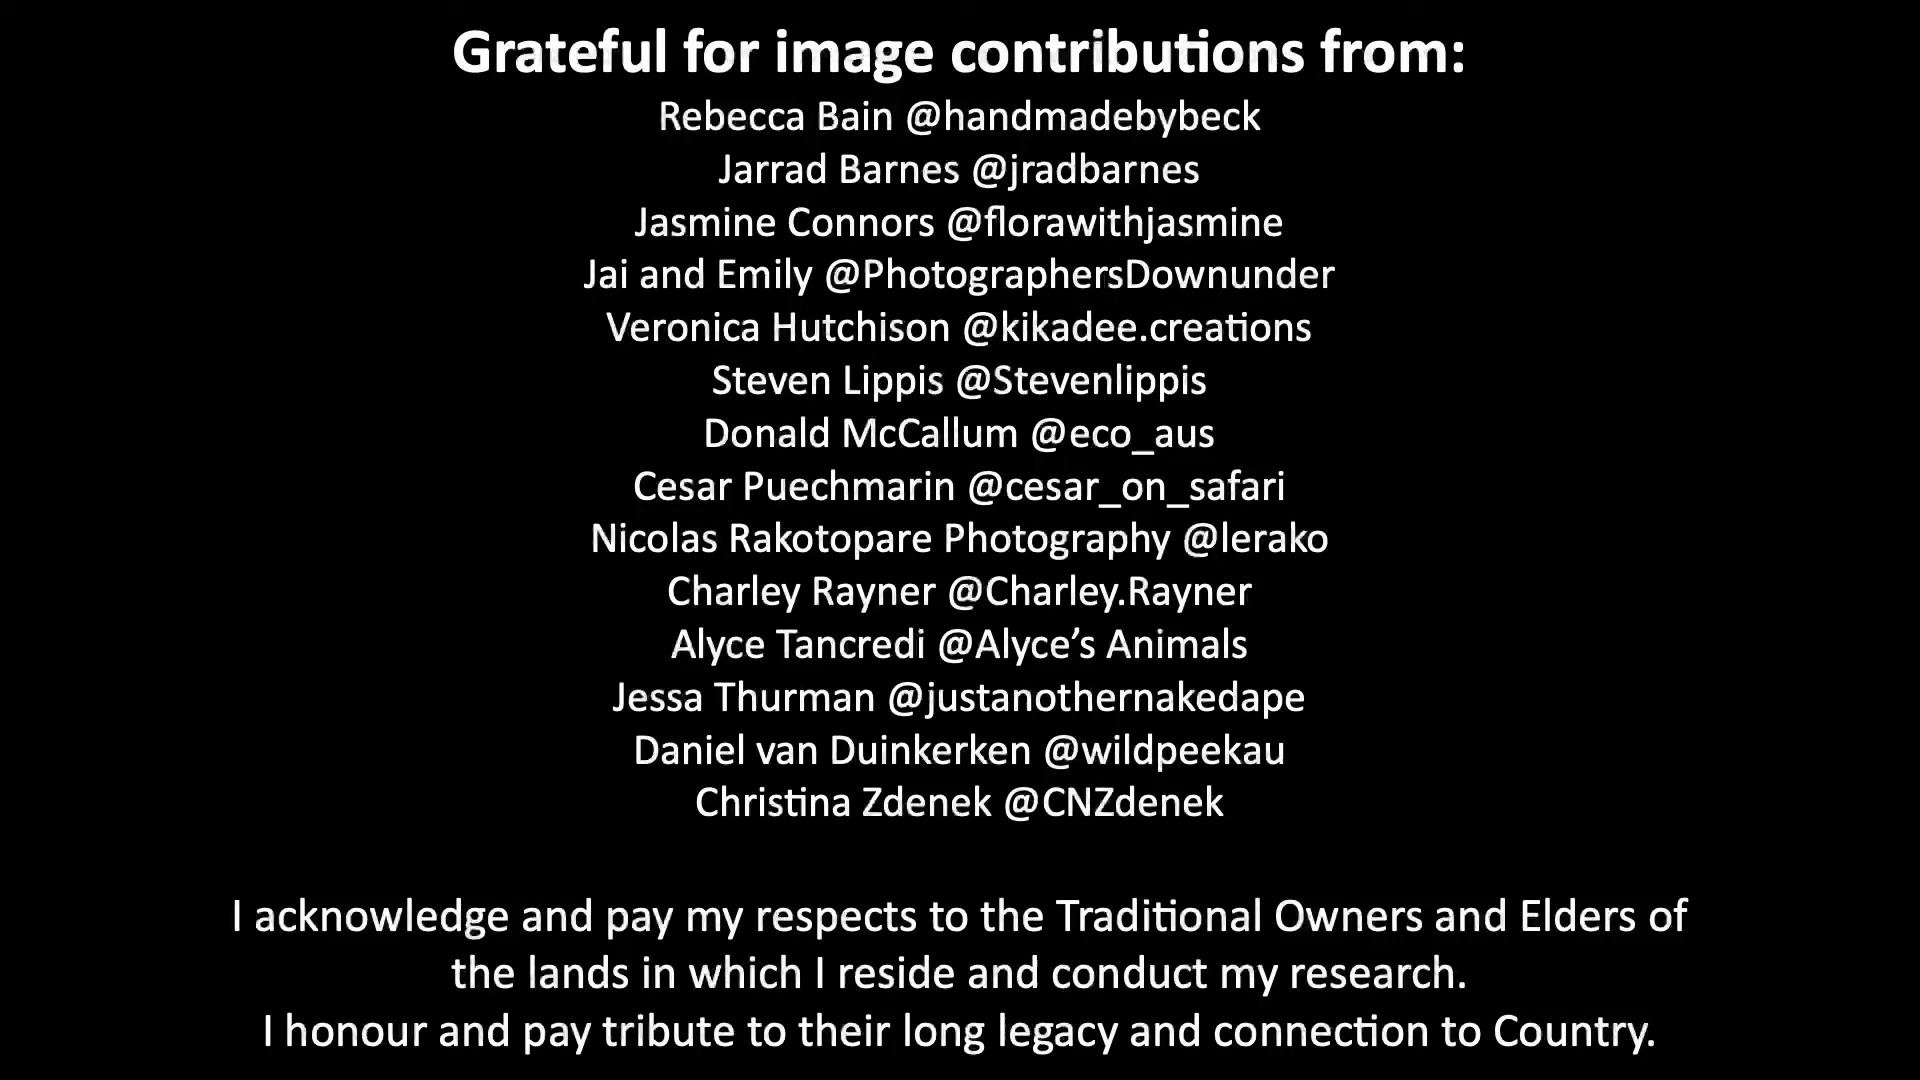 Grateful for image contributions from:
Rebecca Bain @handmadebybeck
Jarrad Barnes @jradbarnes
Jasmine Connors @florawithjasmine
Jai and Emily @PhotographersDownunder
Veronica Hutchison @kikadee.creations
Steven Lippis @Stevenlippis
Donald McCallum @eco_aus
Cesar Puechmarin @cesar_on_safari
Nicolas Rakotopare Photography @lerako
Charley Rayner @Charley.Rayner
Alyce Tancredi @Alyce’s Animals
Jessa Thurman @justanothernakedape
Daniel van Duinkerken @wildpeekau
Christina Zdenek @CNZdenek
I acknowledge and pay my respects to the Traditional Owners and Elders of
the lands in which I reside and conduct my research.
I honour and pay tribute to their long legacy and connection to Country.